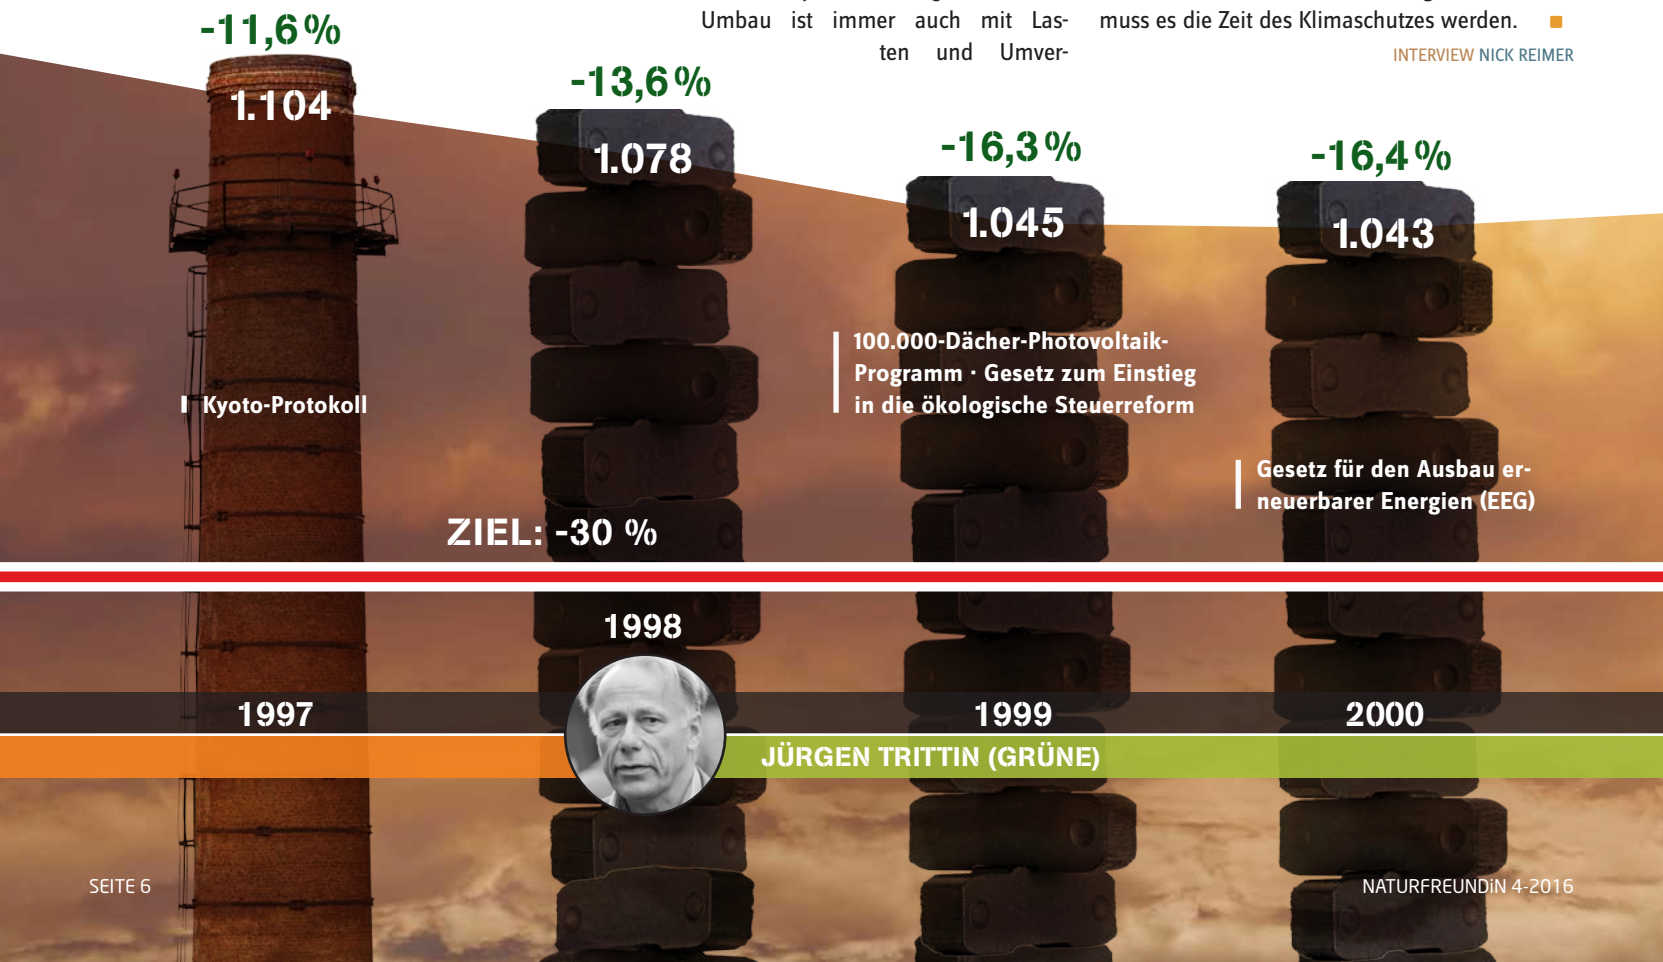 Umbau ist immer auch mit Las-
ten und Umver-
muss es die Zeit des Klimaschutzes werden.
INTERVIEW NICK REIMER
-11,6 %
1.104
-13,6 %
1.078
-16,3 %
1.045
-16,4 %
1.043
Kyoto-Protokoll
100.000-Dächer-Photovoltaik-
Programm · Gesetz zum Einstieg
in die ökologische Steuerreform
Gesetz für den Ausbau er-
neuerbarer Energien (EEG)
ZIEL: -30 %
1997
1998
1999
2000
JÜRGEN TRITTIN (GRÜNE)
SEITE 6
NATURFREUNDiN 4-2016